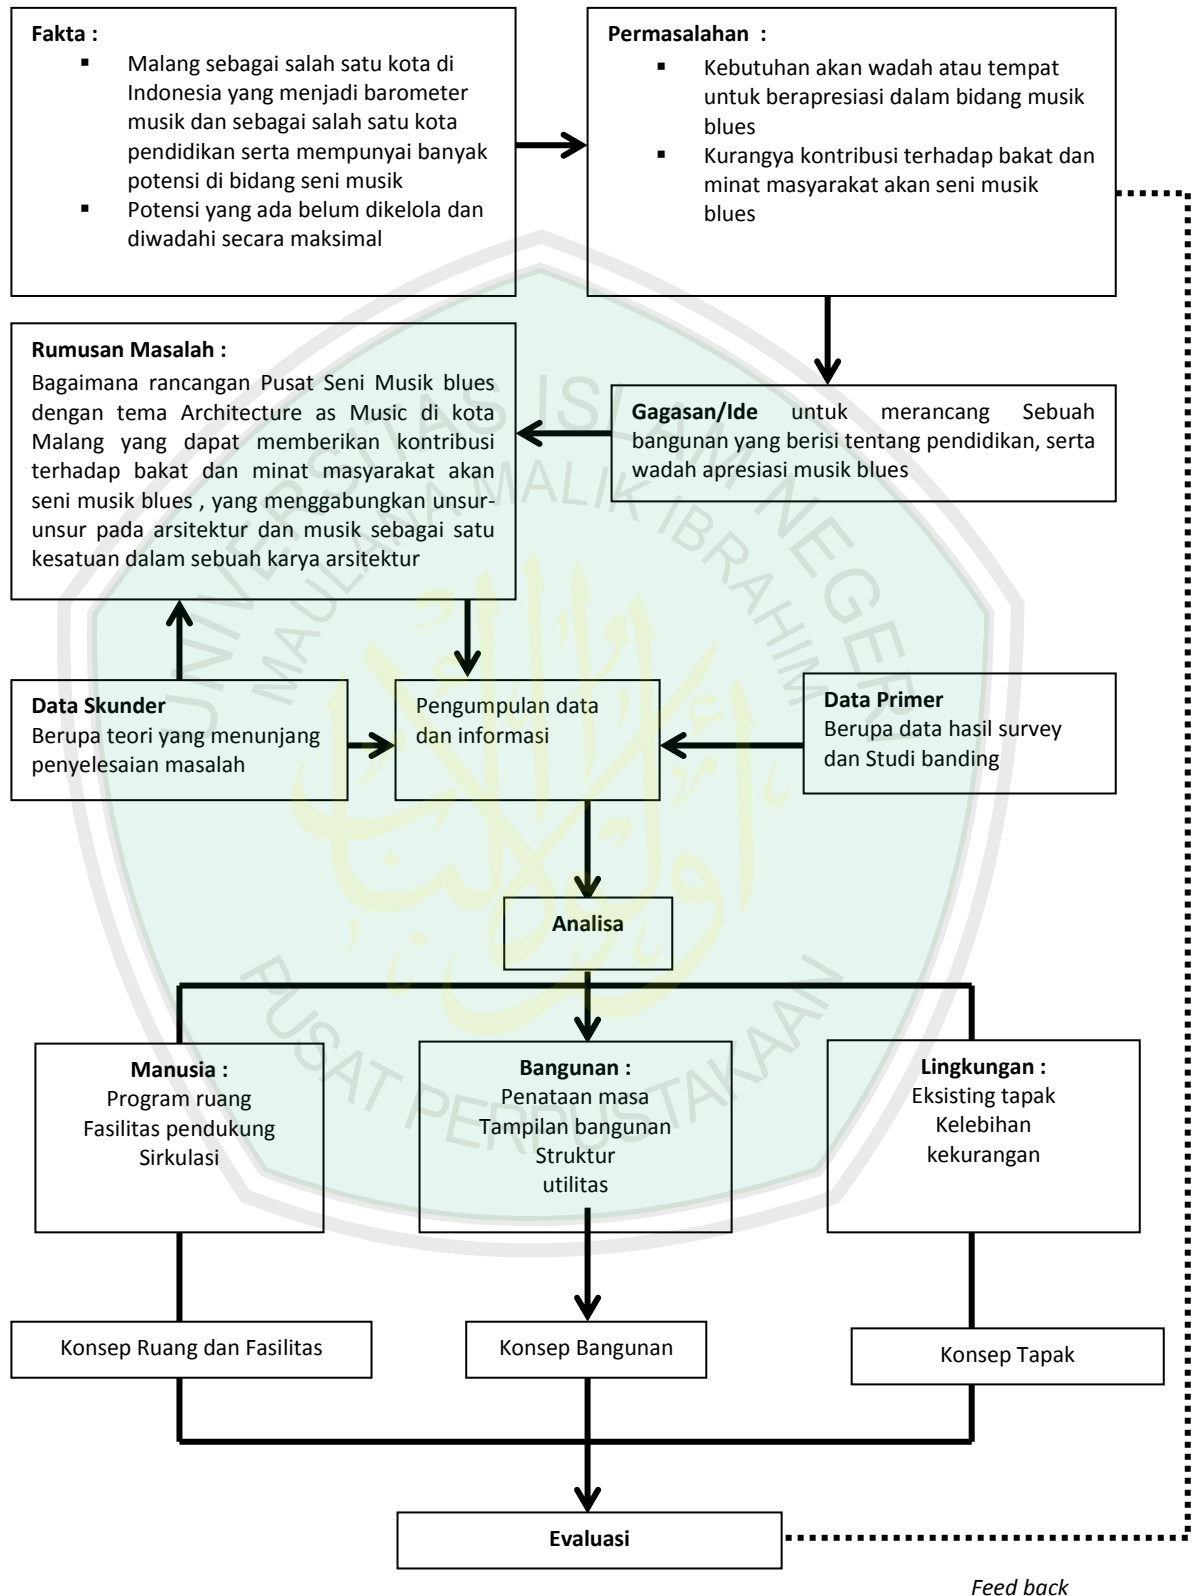 Fakta :
▪ Malang sebagai salah satu kota di
Indonesia yang menjadi barometer
musik dan sebagai salah satu kota
pendidikan serta mempunyai banyak
potensi di bidang seni musik
▪ Potensi yang ada belum dikelola dan
diwadahi secara maksimal
Permasalahan :
▪ Kebutuhan akan wadah atau tempat
untuk berapresiasi dalam bidang musik
blues
▪ Kurangya kontribusi terhadap bakat dan
minat masyarakat akan seni musik
blues
Gagasan/Ide untuk merancang Sebuah
bangunan yang berisi tentang pendidikan, serta
wadah apresiasi musik blues
Rumusan Masalah :
Bagaimana rancangan Pusat Seni Musik blues
dengan tema Architecture as Music di kota
Malang yang dapat memberikan kontribusi
terhadap bakat dan minat masyarakat akan
seni musik blues , yang menggabungkan unsur-
unsur pada arsitektur dan musik sebagai satu
kesatuan dalam sebuah karya arsitektur
Data Skunder
Berupa teori yang menunjang
penyelesaian masalah
Pengumpulan data
dan informasi
Data Primer
Berupa data hasil survey
dan Studi banding
Analisa
Manusia :
Program ruang
Fasilitas pendukung
Sirkulasi
Bangunan :
Penataan masa
Tampilan bangunan
Struktur
utilitas
Lingkungan :
Eksisting tapak
Kelebihan
kekurangan
Konsep Ruang dan Fasilitas
Konsep Bangunan
Konsep Tapak
Evaluasi
Feed back
UNIVERSITAS ISLAM NEGERI
MAULANA MALIK IBRAHIM
PUSAT PERPUSTAKAAN